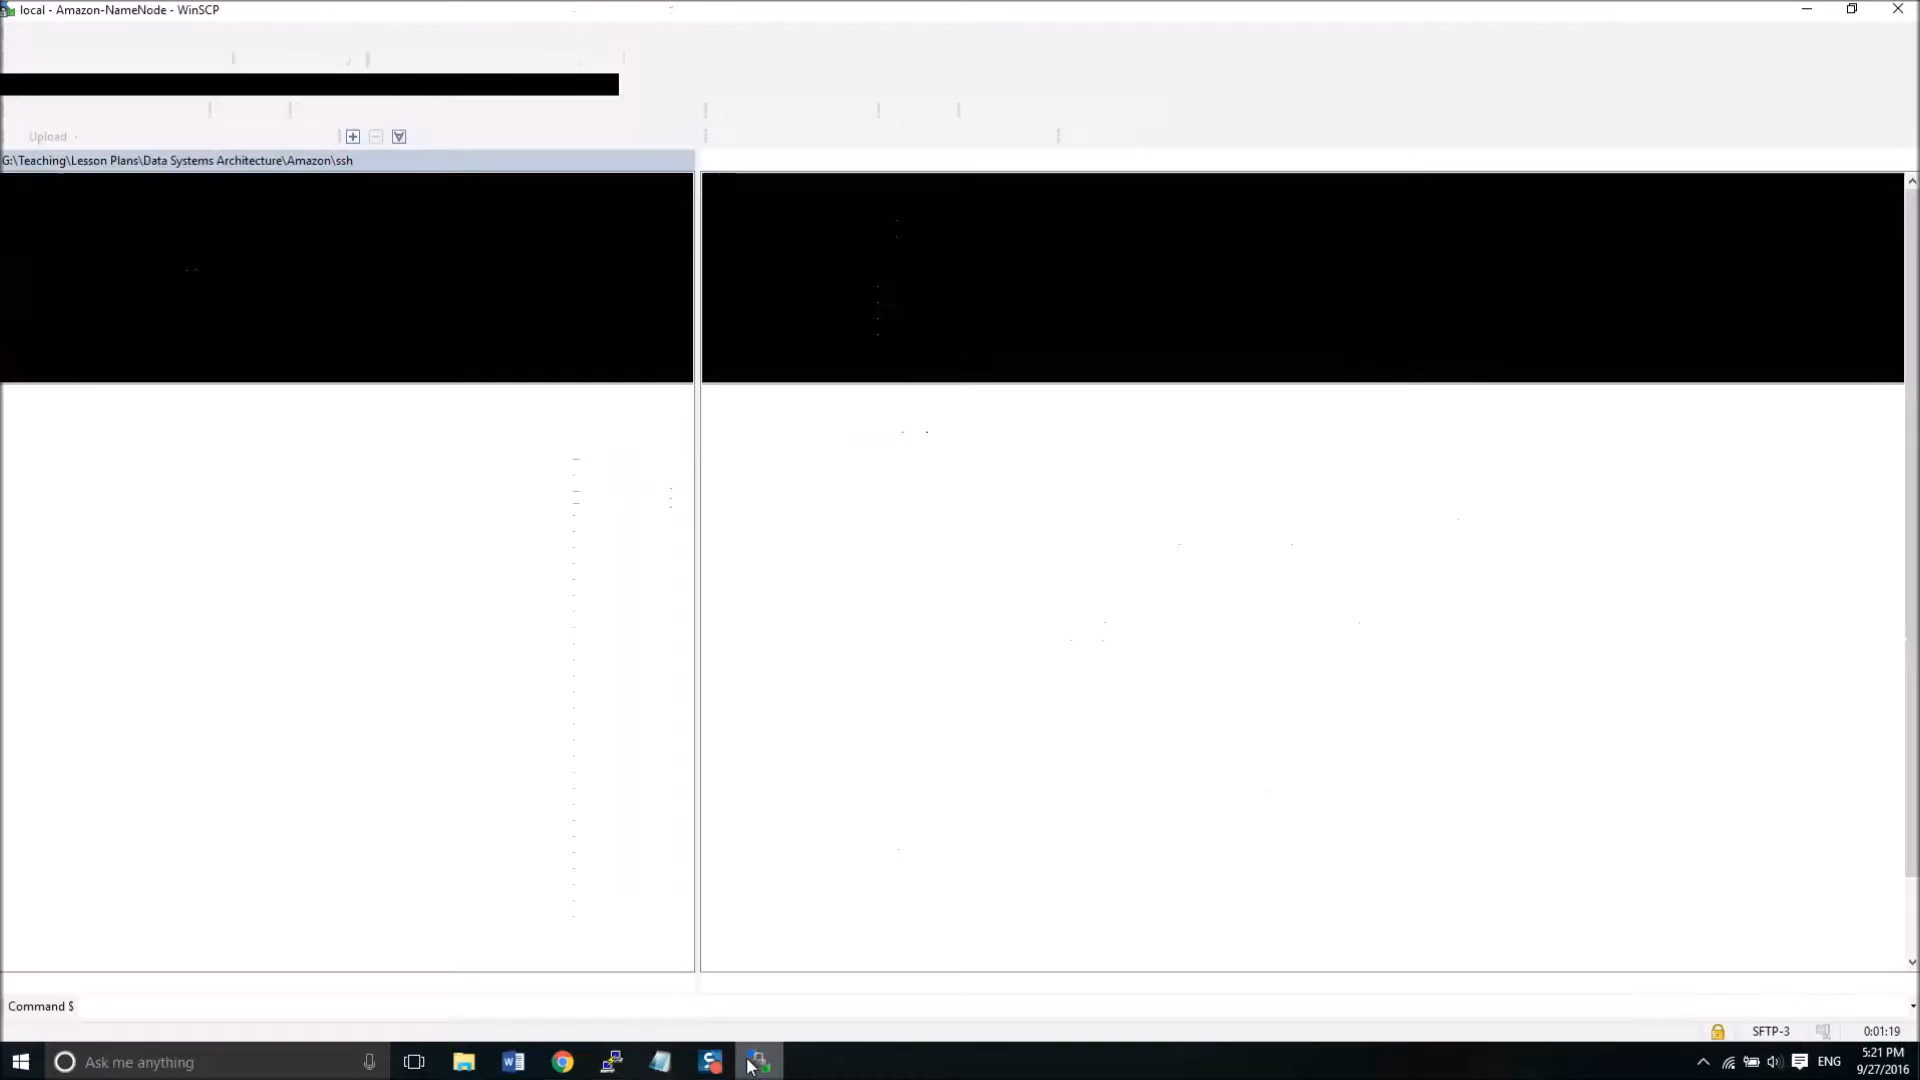 local - Amazon-NameNode - WinSCP
Upload
G:\Teaching\Lesson Plans\Data Systems Architecture\Amazon\ssh
Command $
SFTP-3
0:01:19
Ask me anything
ENG
5:21 PM
9/27/2016